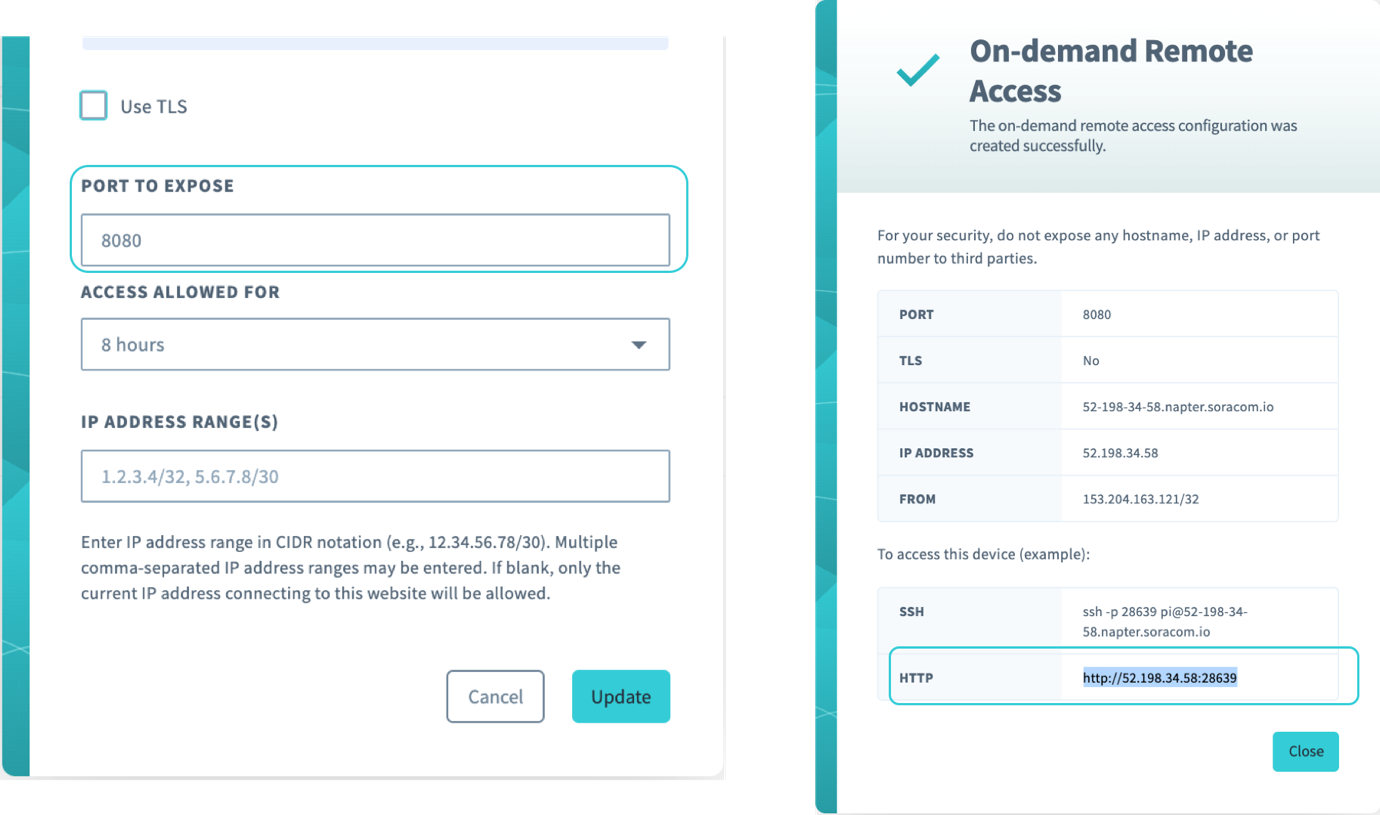 Use TLS
PORT TO EXPOSE
8080
ACCESS ALLOWED FOR
8 hours
IP ADDRESS RANGE(S)
1.2.3.4/32, 5.6.7.8/30
Enter IP address range in CIDR notation (e.g., 12.34.56.78/30). Multiple
comma-separated IP address ranges may be entered. If blank, only the
current IP address connecting to this website will be allowed.
Cancel
Update
On-demand Remote
Access
The on-demand remote access configuration was
created successfully.
For your security, do not expose any hostname, IP address, or port
number to third parties.
PORT 8080
TLS No
HOSTNAME 52-198-34-58.napter.soracom.io
IP ADDRESS 52.198.34.58
FROM 153.204.163.121/32
To access this device (example):
SSH ssh -p 28639 pi@52-198-34-
58.napter.soracom.io
HTTP http://52.198.34.58:28639
Close